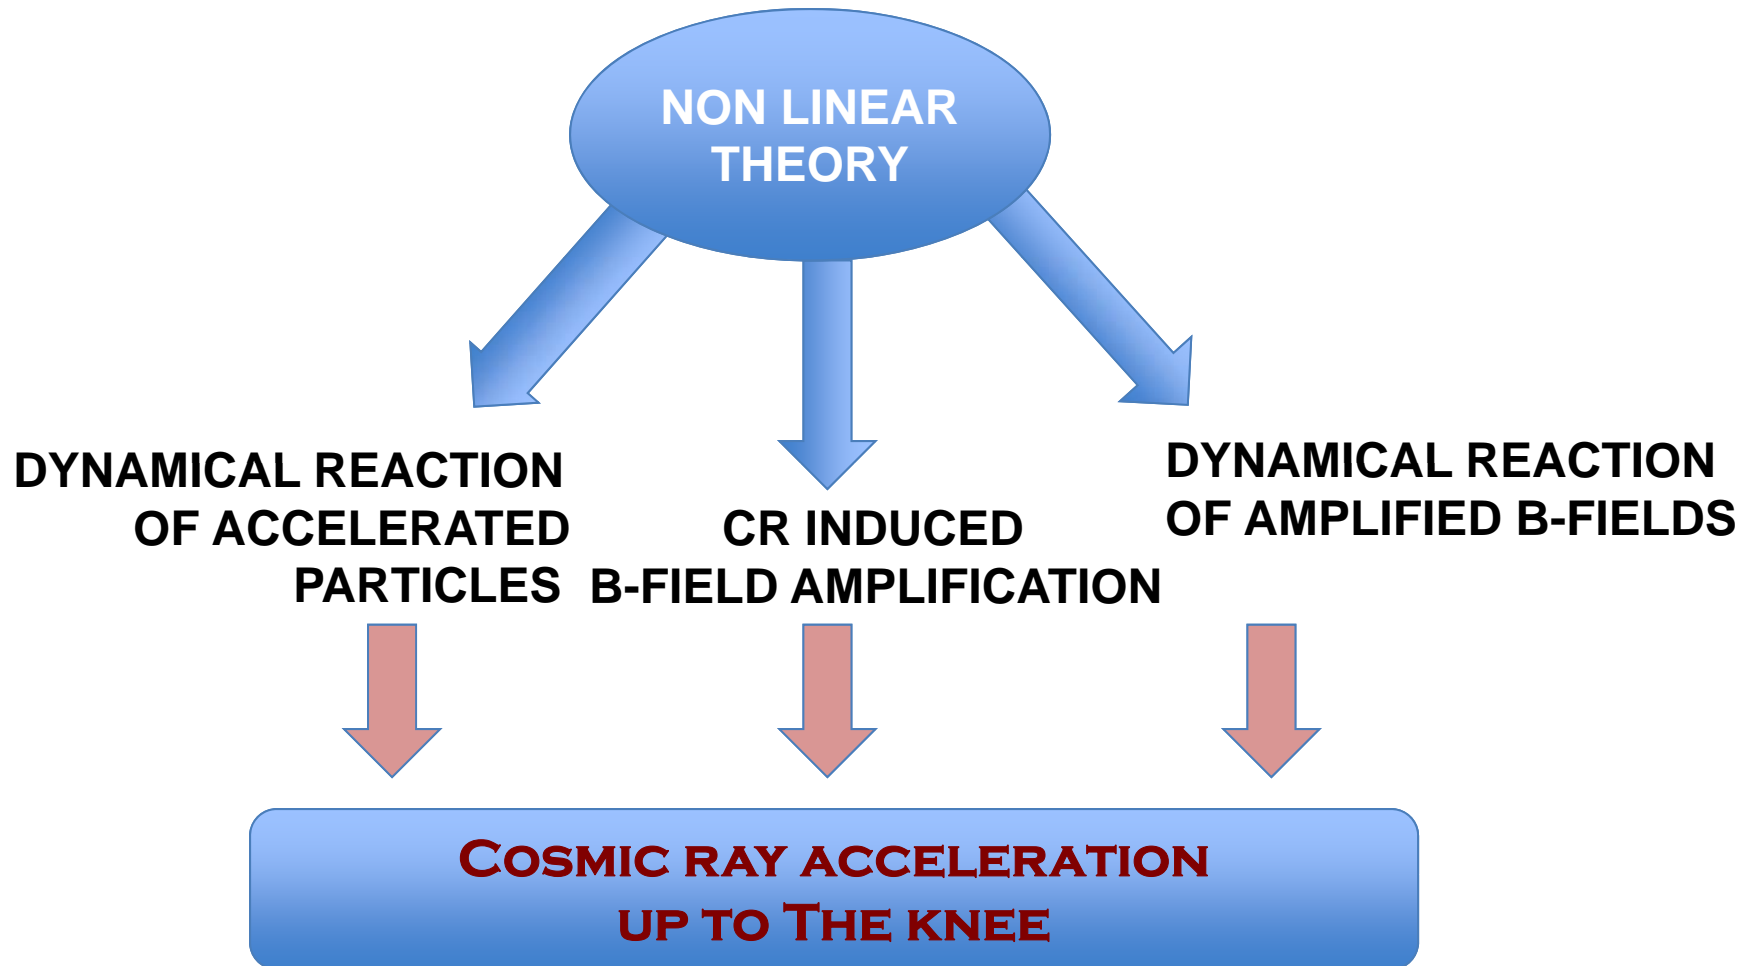 NON LINEAR
THEORY
DYNAMICAL REACTION
OF ACCELERATED
PARTICLES
CR INDUCED
B-FIELD AMPLIFICATION
DYNAMICAL REACTION
OF AMPLIFIED B-FIELDS
COSMIC RAY ACCELERATION
UP TO THE KNEE